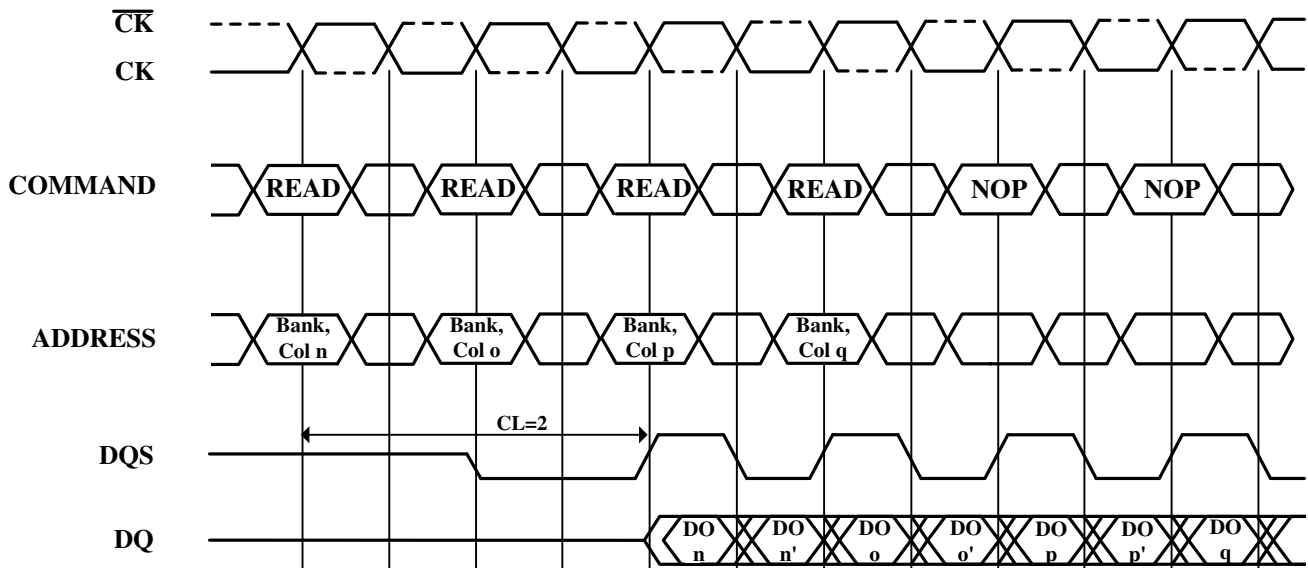 CK
CK
COMMAND READ READ READ READ NOP NOP
ADDRESS Bank, Col n Bank, Col o Bank, Col p Bank, Col q
CL=2
DQS
DQ DO n DO n' DO o DO o' DO p DO p' DO q